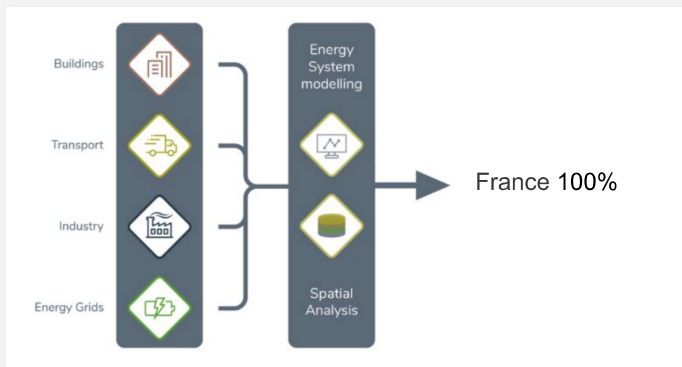 Buildings
Transport
Industry
Energy Grids
Energy
System
modelling
Spatial
Analysis
France 100%